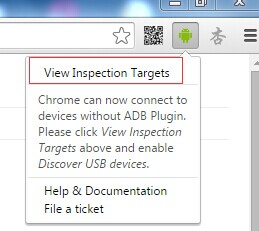 杏
View Inspection Targets
Chrome can now connect to
devices without ADB Plugin.
Please click View Inspection
Targets above and enable
Discover USB devices.
Help & Documentation
File a ticket